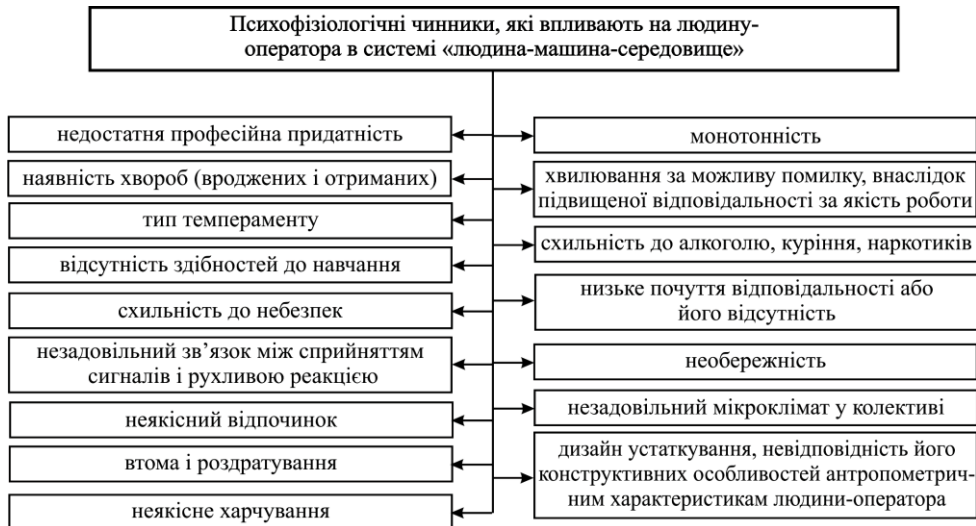 Психофізіологічні чинники, які впливають на людину-
оператора в системі «людина-машина-середовище»
недостатня професійна придатність
наявність хвороб (вроджених і отриманих)
тип темпераменту
відсутність здібностей до навчання
схильність до небезпек
незадовільний зв’язок між сприйняттям
сигналів і рухливою реакцією
неякісний відпочинок
втома і роздратування
неякісне харчування
монотонність
хвилювання за можливу помилку, внаслідок
підвищеної відповідальності за якість роботи
схильність до алкоголю, куріння, наркотиків
низьке почуття відповідальності або
його відсутність
необережність
незадовільний мікроклімат у колективі
дизайн устаткування, невідповідність його
конструктивних особливостей антропометрич-
ним характеристикам людини-оператора